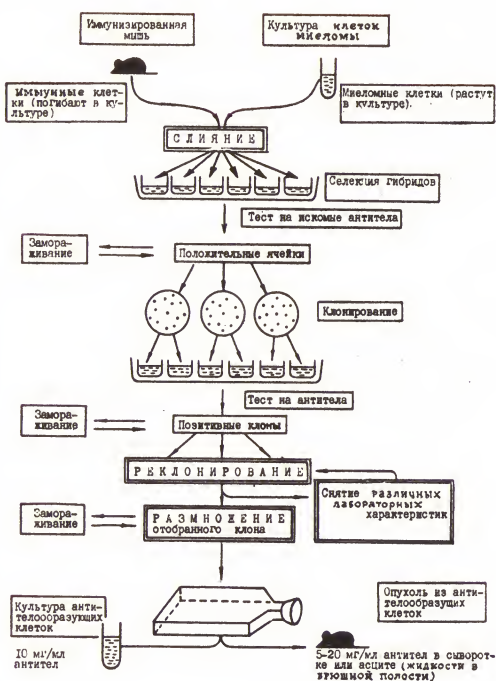 Иммунизированная
мышь
Культура клеток
миеломы
Иммунные клет-
ки (погибают в ку-
льтуре)
Миеломные клетки (растут
в культуре).
СЛИЯНИЕ
Селекция гибридов
Тест на искомые антитела
Замора-
живание
Положительные ячейки
Клонирование
Тест на антитела
Замора-
живание
Позитивные клоны
РЕКЛОНИРОВАНИЕ
Снятие различных
лабораторных
характеристик
Замора-
живание
РАЗМНОЖЕНИЕ
отобранного клона
Культура анти-
телообразующих
клеток
10 мг/мл
антител
Опухоль из анти-
телообразущих
клеток
5-20 мг/мл антител в сыворот-
ке или асците (жидкости в
брюшной полости)